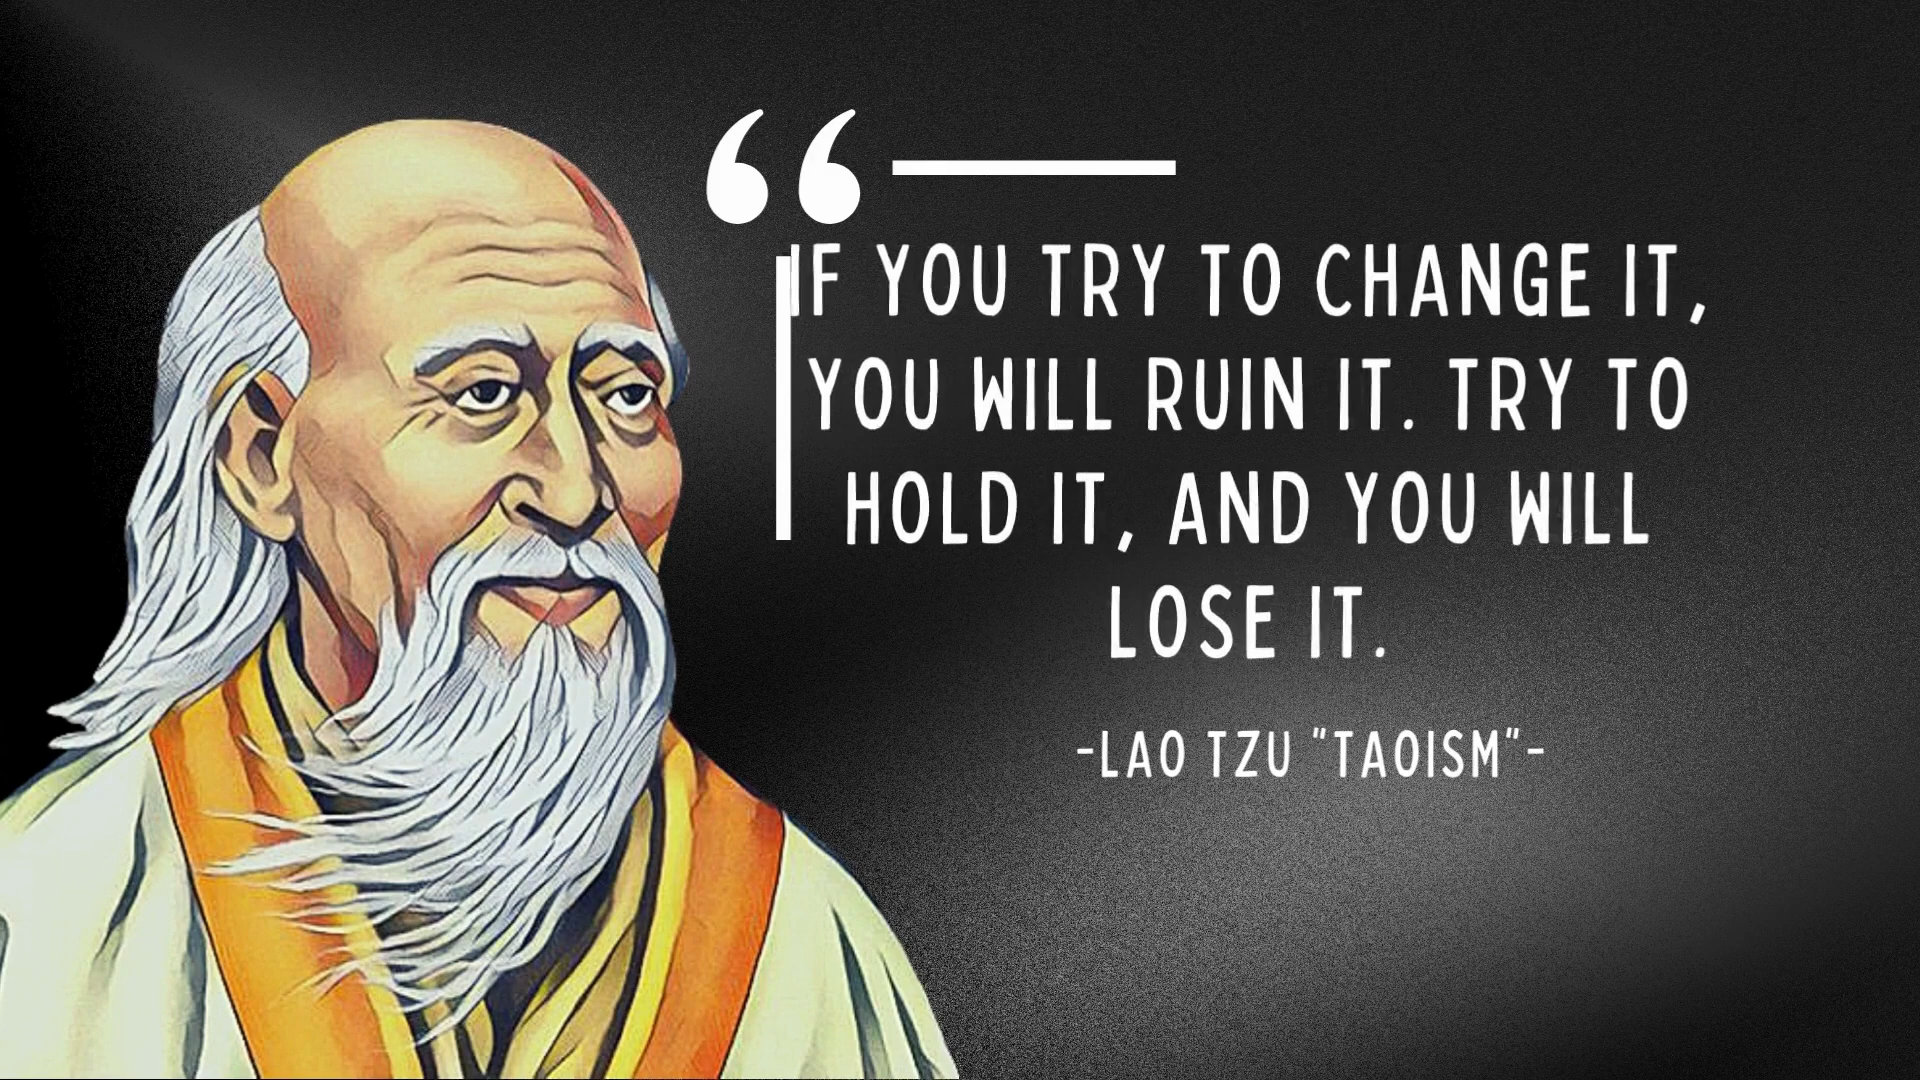 “
IF YOU TRY TO CHANGE IT,
YOU WILL RUIN IT. TRY TO
HOLD IT, AND YOU WILL
LOSE IT.
-LAO TZU "TAOISM"-